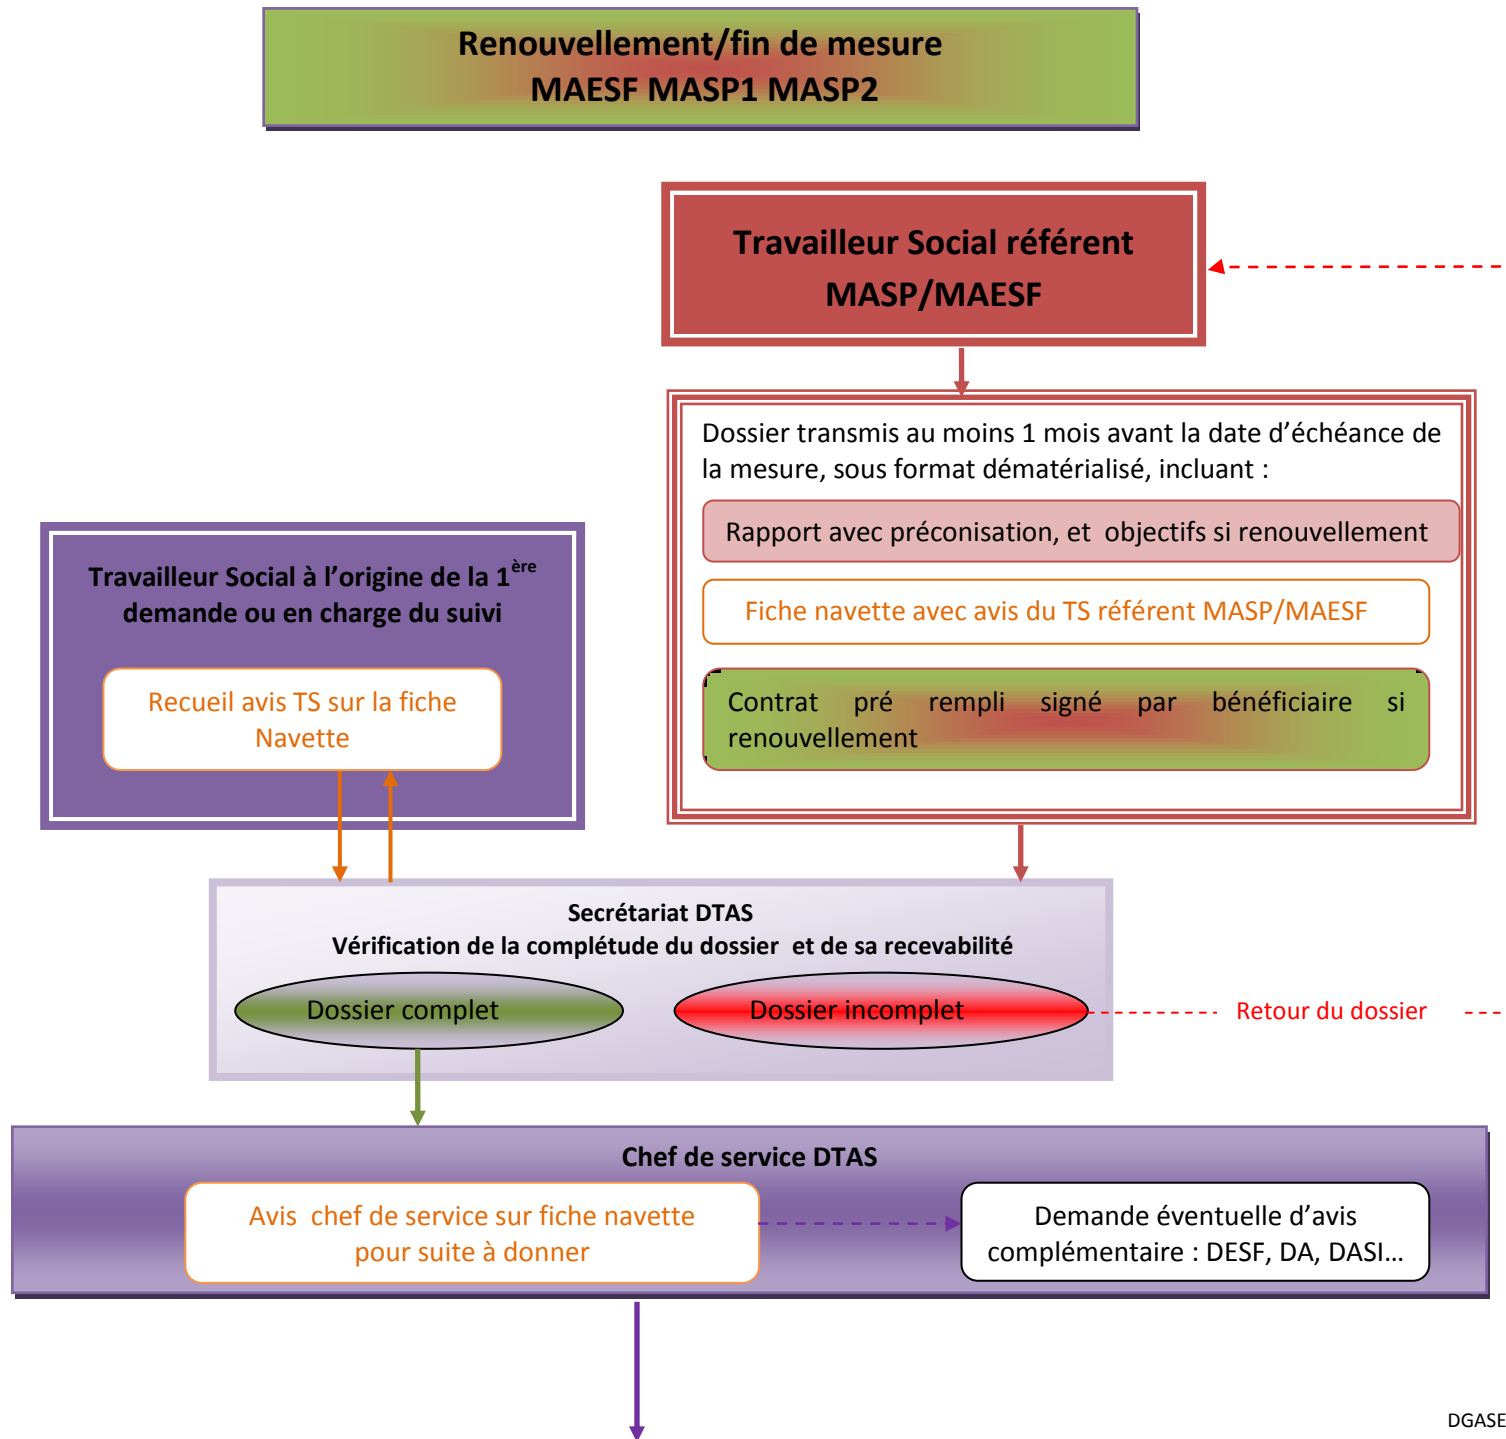 Renouvellement/fin de mesure
MAESF MASP1 MASP2
Travailleur Social référent
MASP/MAESF
Dossier transmis au moins 1 mois avant la date d’échéance de
la mesure, sous format dématérialisé, incluant :
Rapport avec préconisation, et objectifs si renouvellement
Fiche navette avec avis du TS référent MASP/MAESF
Contrat pré rempli signé par bénéficiaire si
renouvellement
Travailleur Social à l’origine de la 1ère
demande ou en charge du suivi
Recueil avis TS sur la fiche
Navette
Secrétariat DTAS
Vérification de la complétude du dossier et de sa recevabilité
Dossier complet
Dossier incomplet
Retour du dossier
Chef de service DTAS
Avis chef de service sur fiche navette
pour suite à donner
Demande éventuelle d’avis
complémentaire : DESF, DA, DASI…
DGASE